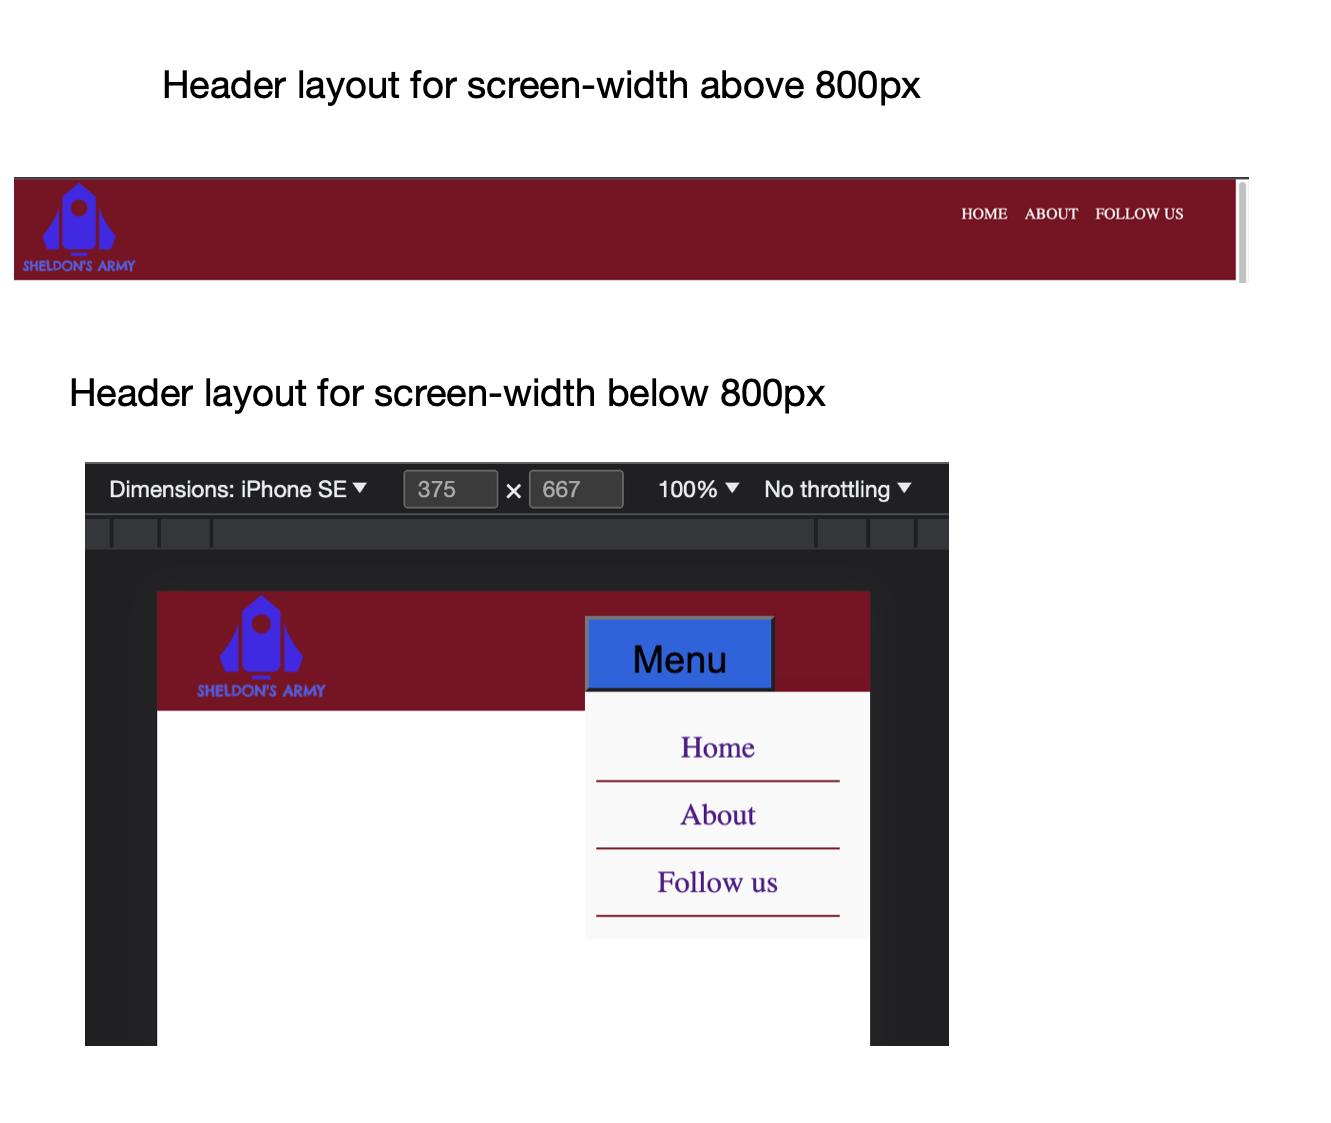 Header layout for screen-width above 800px
HOME ABOUT FOLLOW US
SHELDON'S ARMY
Header layout for screen-width below 800px
Dimensions: iPhone SE 375 × 667 100% No throttling
Menu
SHELDON'S ARMY
Home
About
Follow us